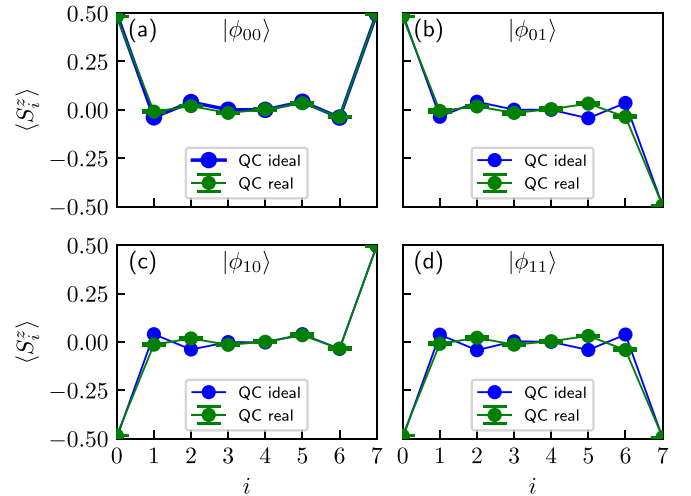 0.50
0.25
0.00
−0.25
−0.50
⟨S_i^z⟩
(a)
|ϕ₀₀⟩
QC ideal
QC real
(b)
|ϕ₀₁⟩
QC ideal
QC real
0.50
0.25
0.00
−0.25
−0.50
⟨S_i^z⟩
(c)
|ϕ₁₀⟩
QC ideal
QC real
0 1 2 3 4 5 6 7
i
(d)
|ϕ₁₁⟩
QC ideal
QC real
0 1 2 3 4 5 6 7
i